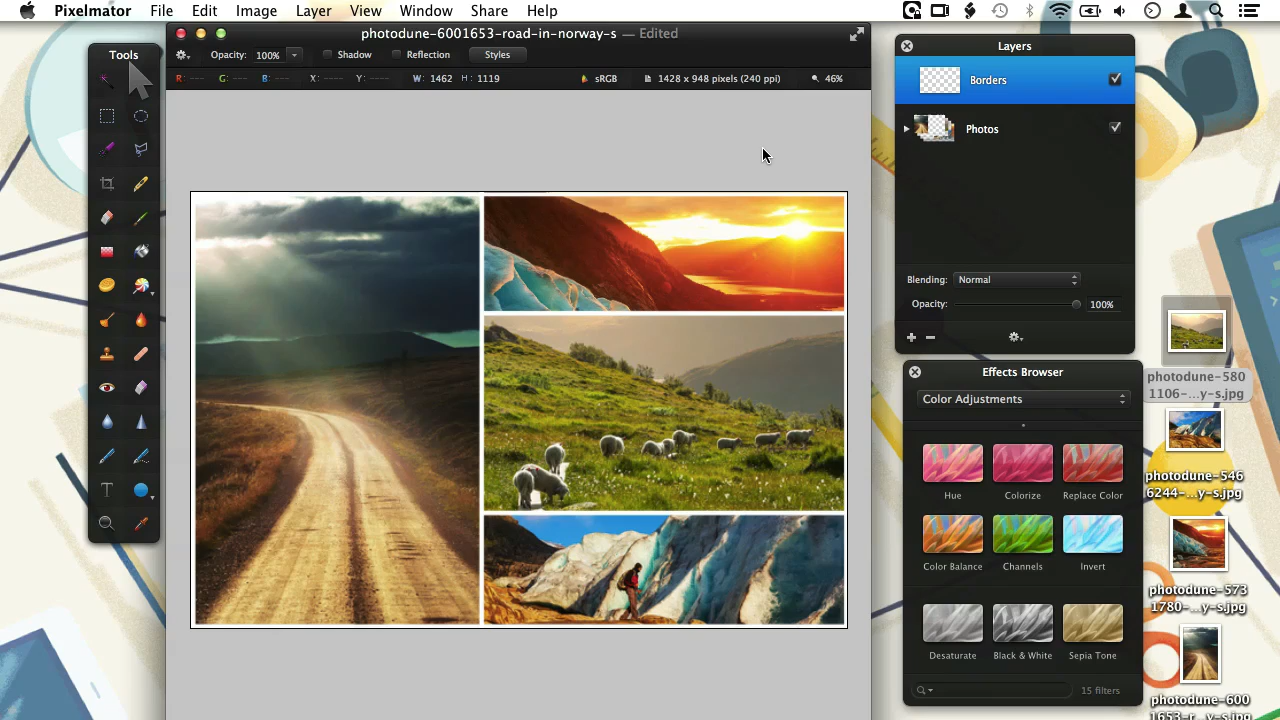 Pixelmator File Edit Image Layer View Window Share Help
photodune-6001653-road-in-norway-s — Edited
Tools
Opacity: 100% Shadow Reflection Styles
R: --- G: --- B: --- X: ---- Y: ---- W: 1462 H: 1119 sRGB 1428 x 948 pixels (240 ppi) 46%
Layers
Borders
Photos
Blending: Normal
Opacity: 100%
Effects Browser
Color Adjustments
Hue Colorize Replace Color
Color Balance Channels Invert
Desaturate Black & White Sepia Tone
15 filters
photodune-580
1106-...y-s.jpg
photodune-546
6244-...y-s.jpg
photodune-573
1780-...y-s.jpg
photodune-600
1653-r...y-s.jpg